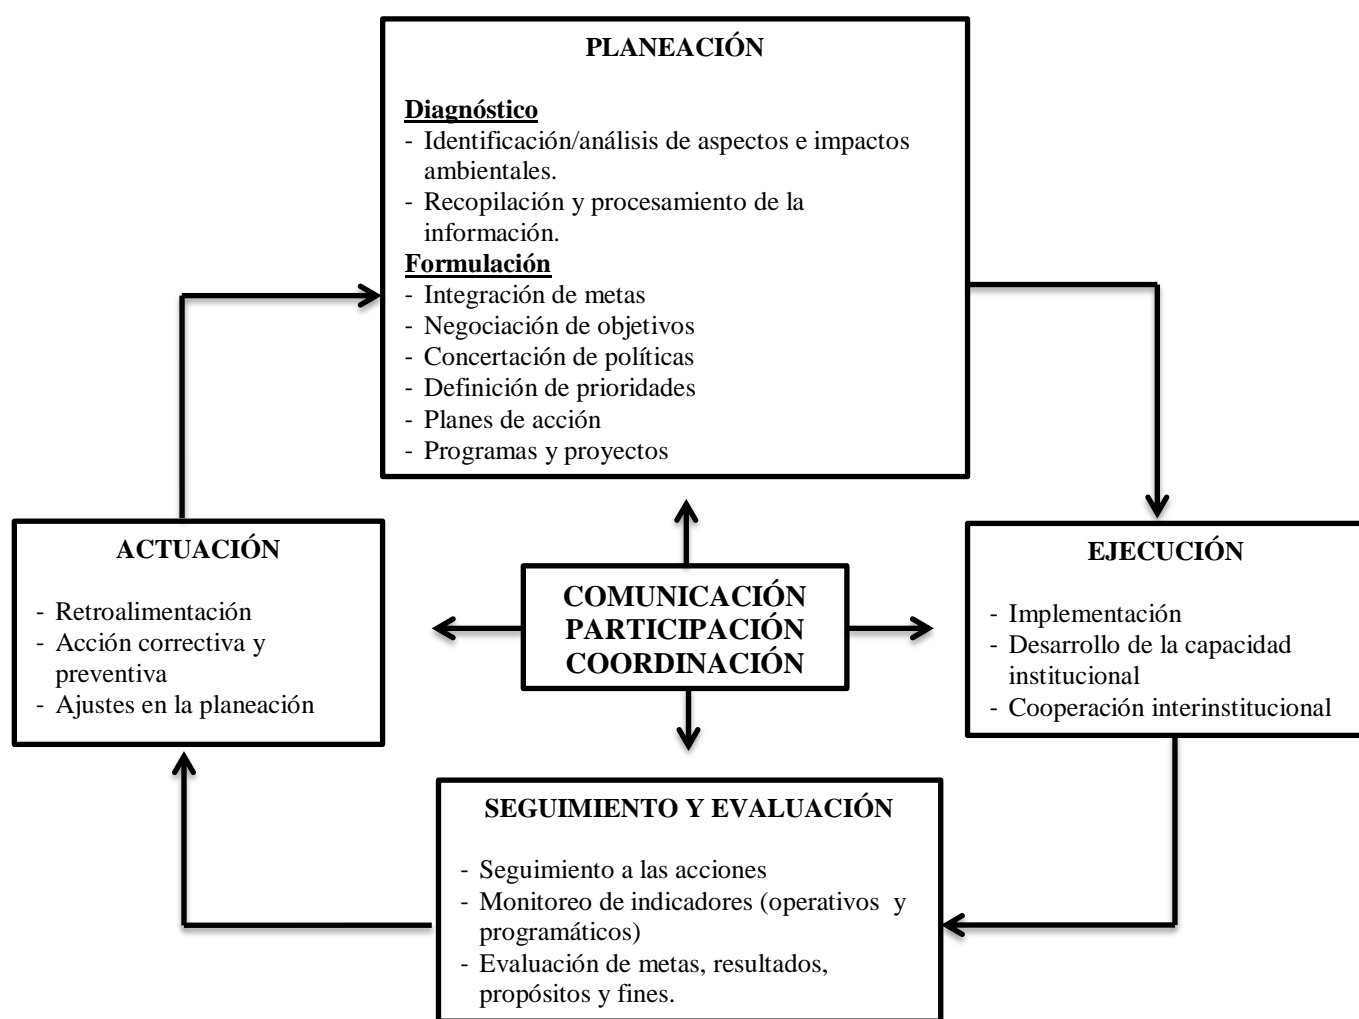 PLANEACIÓN
Diagnóstico
- Identificación/análisis de aspectos e impactos
ambientales.
- Recopilación y procesamiento de la
información.
Formulación
- Integración de metas
- Negociación de objetivos
- Concertación de políticas
- Definición de prioridades
- Planes de acción
- Programas y proyectos
ACTUACIÓN
- Retroalimentación
- Acción correctiva y
preventiva
- Ajustes en la planeación
COMUNICACIÓN
PARTICIPACIÓN
COORDINACIÓN
EJECUCIÓN
- Implementación
- Desarrollo de la capacidad
institucional
- Cooperación interinstitucional
SEGUIMIENTO Y EVALUACIÓN
- Seguimiento a las acciones
- Monitoreo de indicadores (operativos y
programáticos)
- Evaluación de metas, resultados,
propósitos y fines.